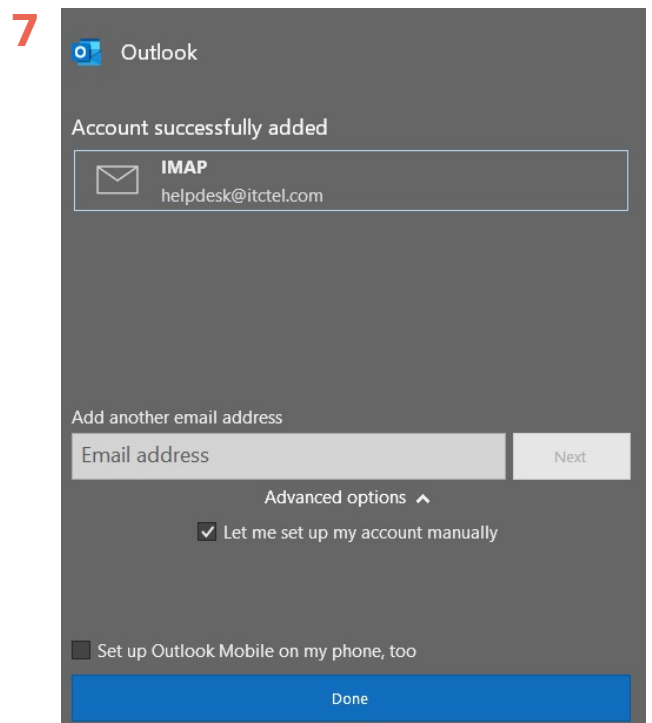 7
Outlook
Account successfully added
IMAP
helpdesk@itctel.com
Add another email address
Email address
Next
Advanced options
Let me set up my account manually
Set up Outlook Mobile on my phone, too
Done